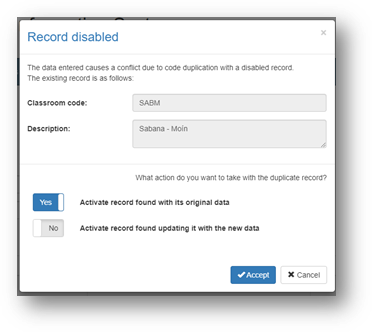 Record disabled ×
The data entered causes a conflict due to code duplication with a disabled record.
The existing record is as follows:
Classroom code: SABM
Description: Sabana - Moín
What action do you want to take with the duplicate record?
Yes Activate record found with its original data
No Activate record found updating it with the new data
✔Accept ✖ Cancel